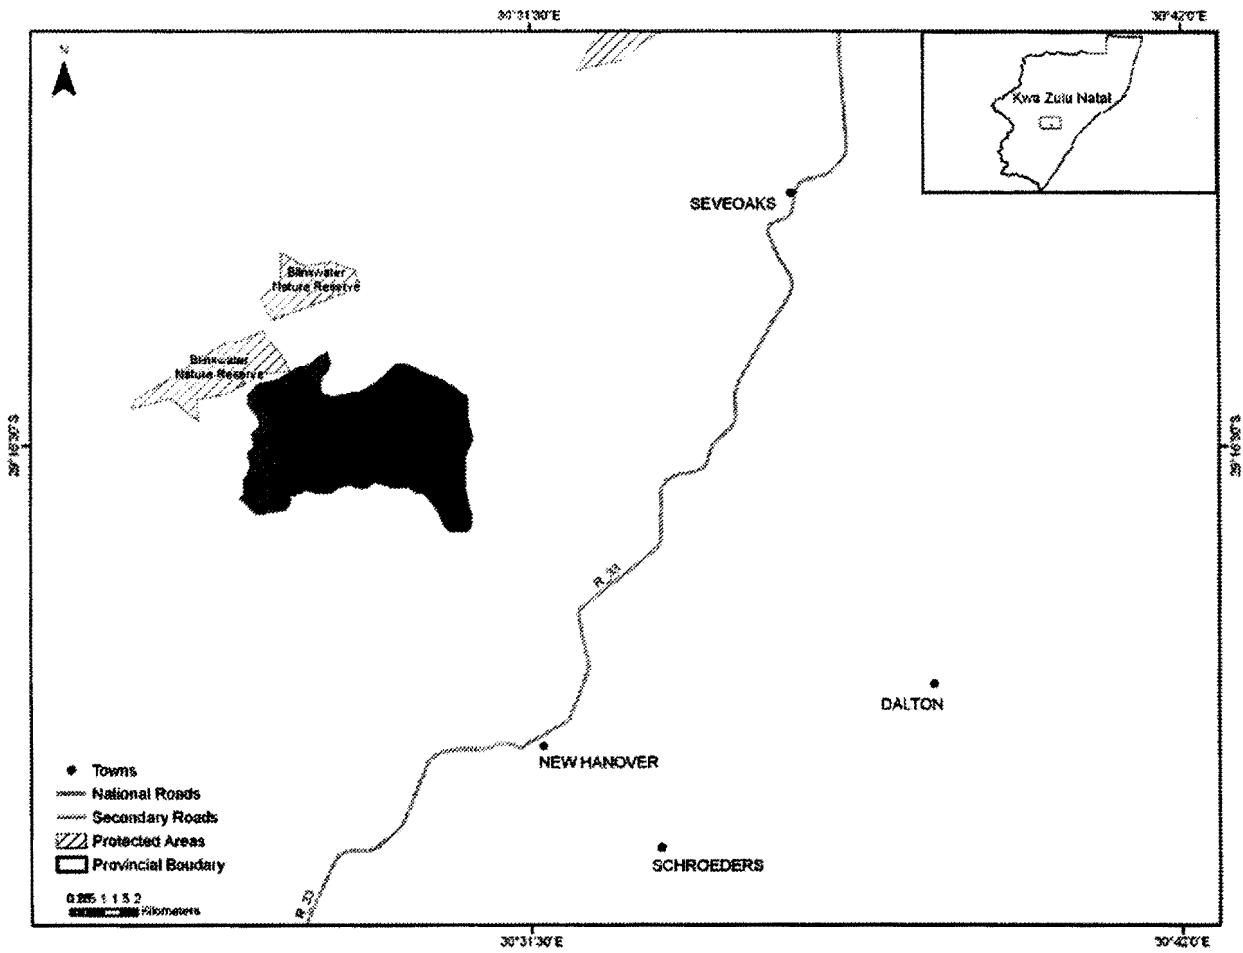 30°31'30"E
30°42'0"E
N
Kwa Zulu Natal
SEVEOAKS
Blinkwater
Nature Reserve
Blinkwater
Nature Reserve
29°16'30"S
29°16'30"S
R_33
DALTON
NEW HANOVER
SCHROEDERS
Towns
National Roads
Secondary Roads
Protected Areas
Provincial Boudary
Kilometers
R_33
30°31'30"E
30°42'0"E